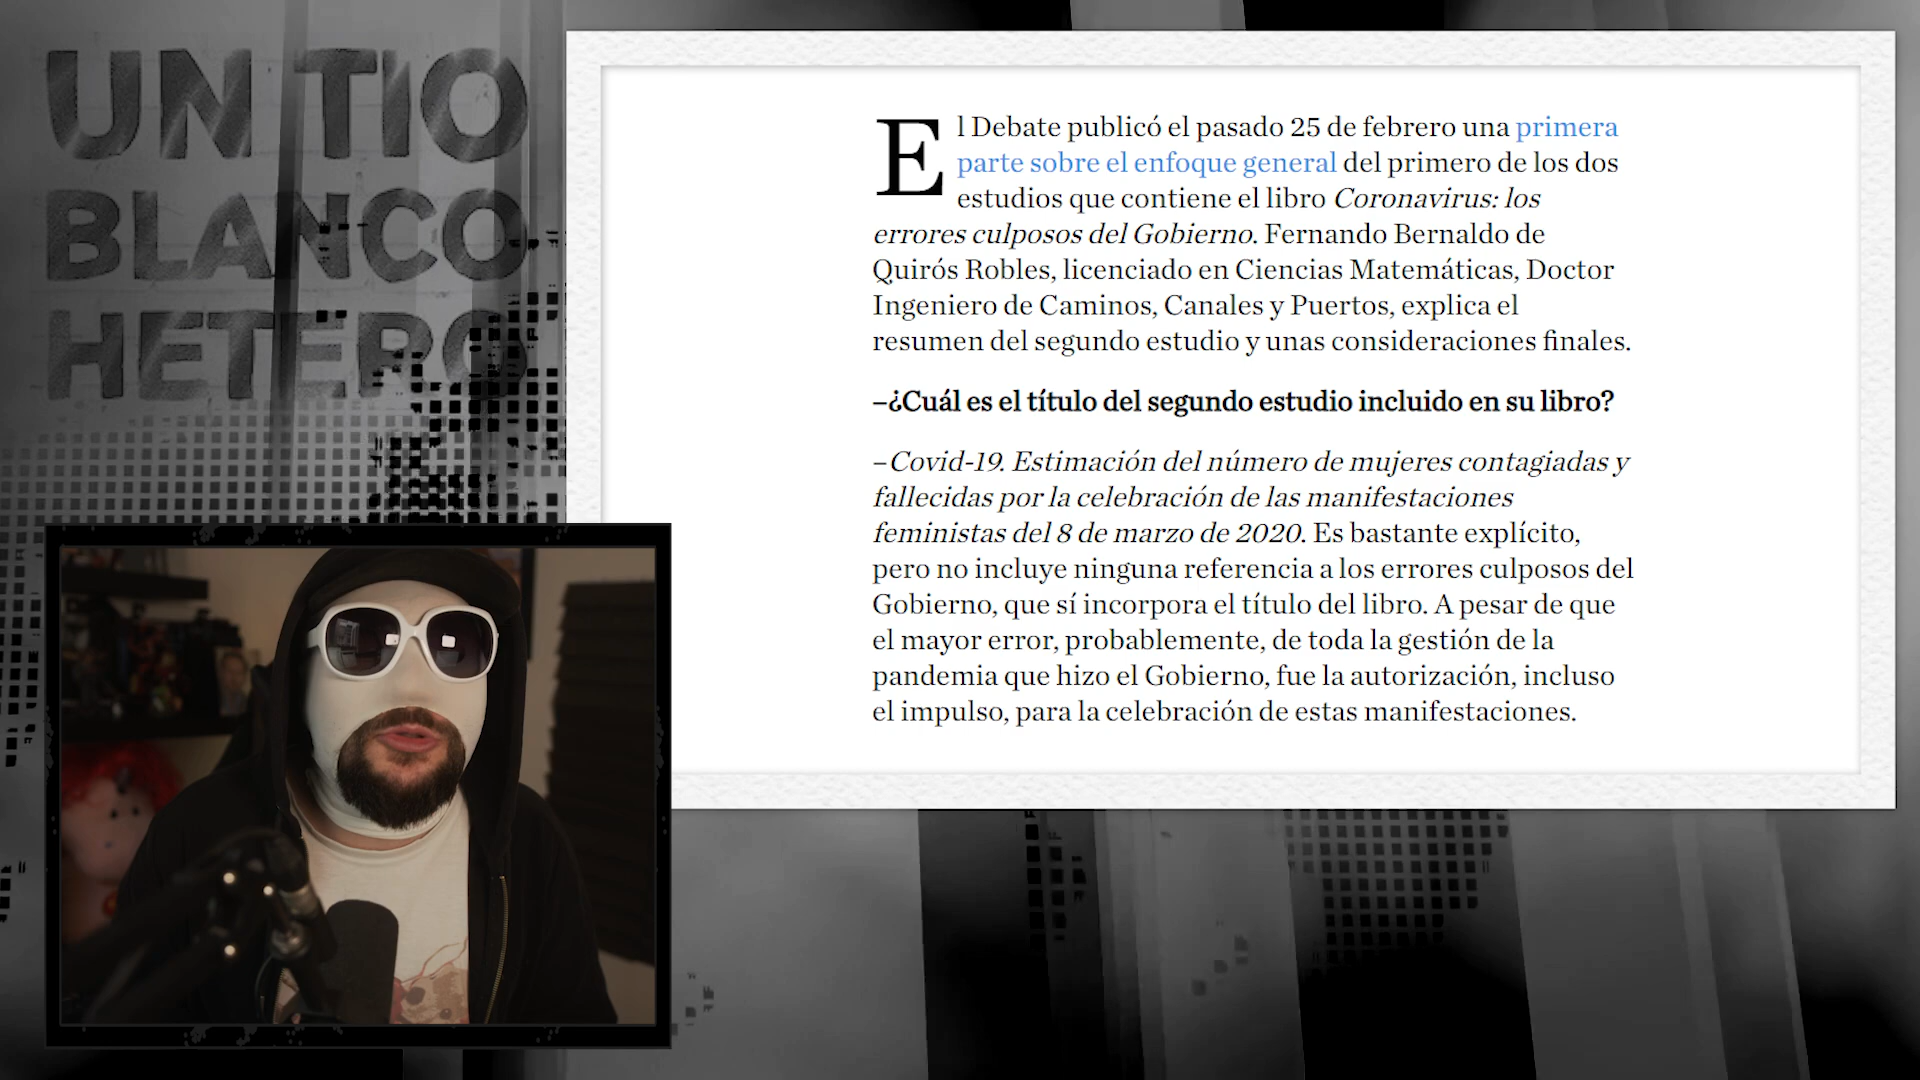 UN TIO
BLANCO
HETERO
El Debate publicó el pasado 25 de febrero una primera
parte sobre el enfoque general del primero de los dos
estudios que contiene el libro Coronavirus: los
errores culposos del Gobierno. Fernando Bernaldo de
Quirós Robles, licenciado en Ciencias Matemáticas, Doctor
Ingeniero de Caminos, Canales y Puertos, explica el
resumen del segundo estudio y unas consideraciones finales.
–¿Cuál es el título del segundo estudio incluido en su libro?
–Covid-19. Estimación del número de mujeres contagiadas y
fallecidas por la celebración de las manifestaciones
feministas del 8 de marzo de 2020. Es bastante explícito,
pero no incluye ninguna referencia a los errores culposos del
Gobierno, que sí incorpora el título del libro. A pesar de que
el mayor error, probablemente, de toda la gestión de la
pandemia que hizo el Gobierno, fue la autorización, incluso
el impulso, para la celebración de estas manifestaciones.